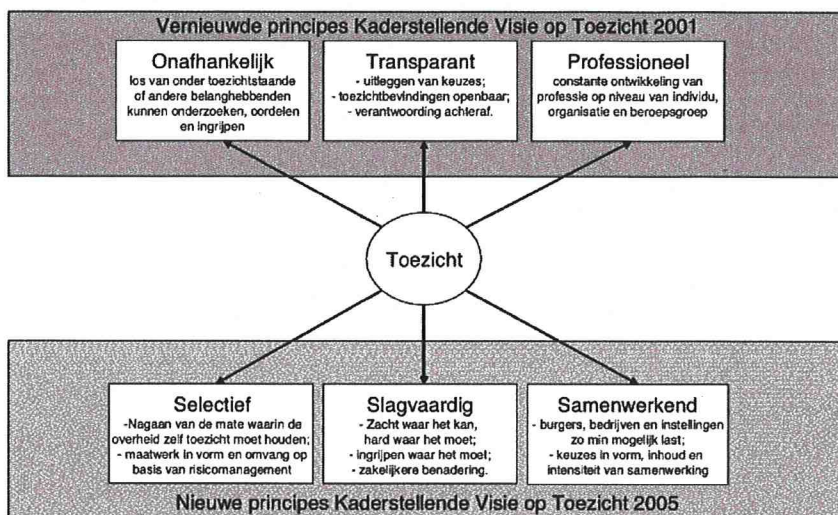 Vernieuwde principes Kaderstellende Visie op Toezicht 2001
Onafhankelijk
los van onder toezichtstaande
of andere belanghebbenden
kunnen onderzoeken, oordelen
en ingrijpen
Transparant
- uitleggen van keuzes;
- toezichtbevindingen openbaar;
- verantwoording achteraf.
Professioneel
constante ontwikkeling van
professie op niveau van individu,
organisatie en beroepsgroep
Toezicht
Selectief
-Nagaan van de mate waarin de
overheid zelf toezicht moet houden;
- maatwerk in vorm en omvang op
basis van risicomanagement
Slagvaardig
- Zacht waar het kan,
hard waar het moet;
- ingrijpen waar het moet;
- zakelijkere benadering.
Samenwerkend
- burgers, bedrijven en instellingen
zo min mogelijk last;
- keuzes in vorm, inhoud en
intensiteit van samenwerking
Nieuwe principes Kaderstellende Visie op Toezicht 2005